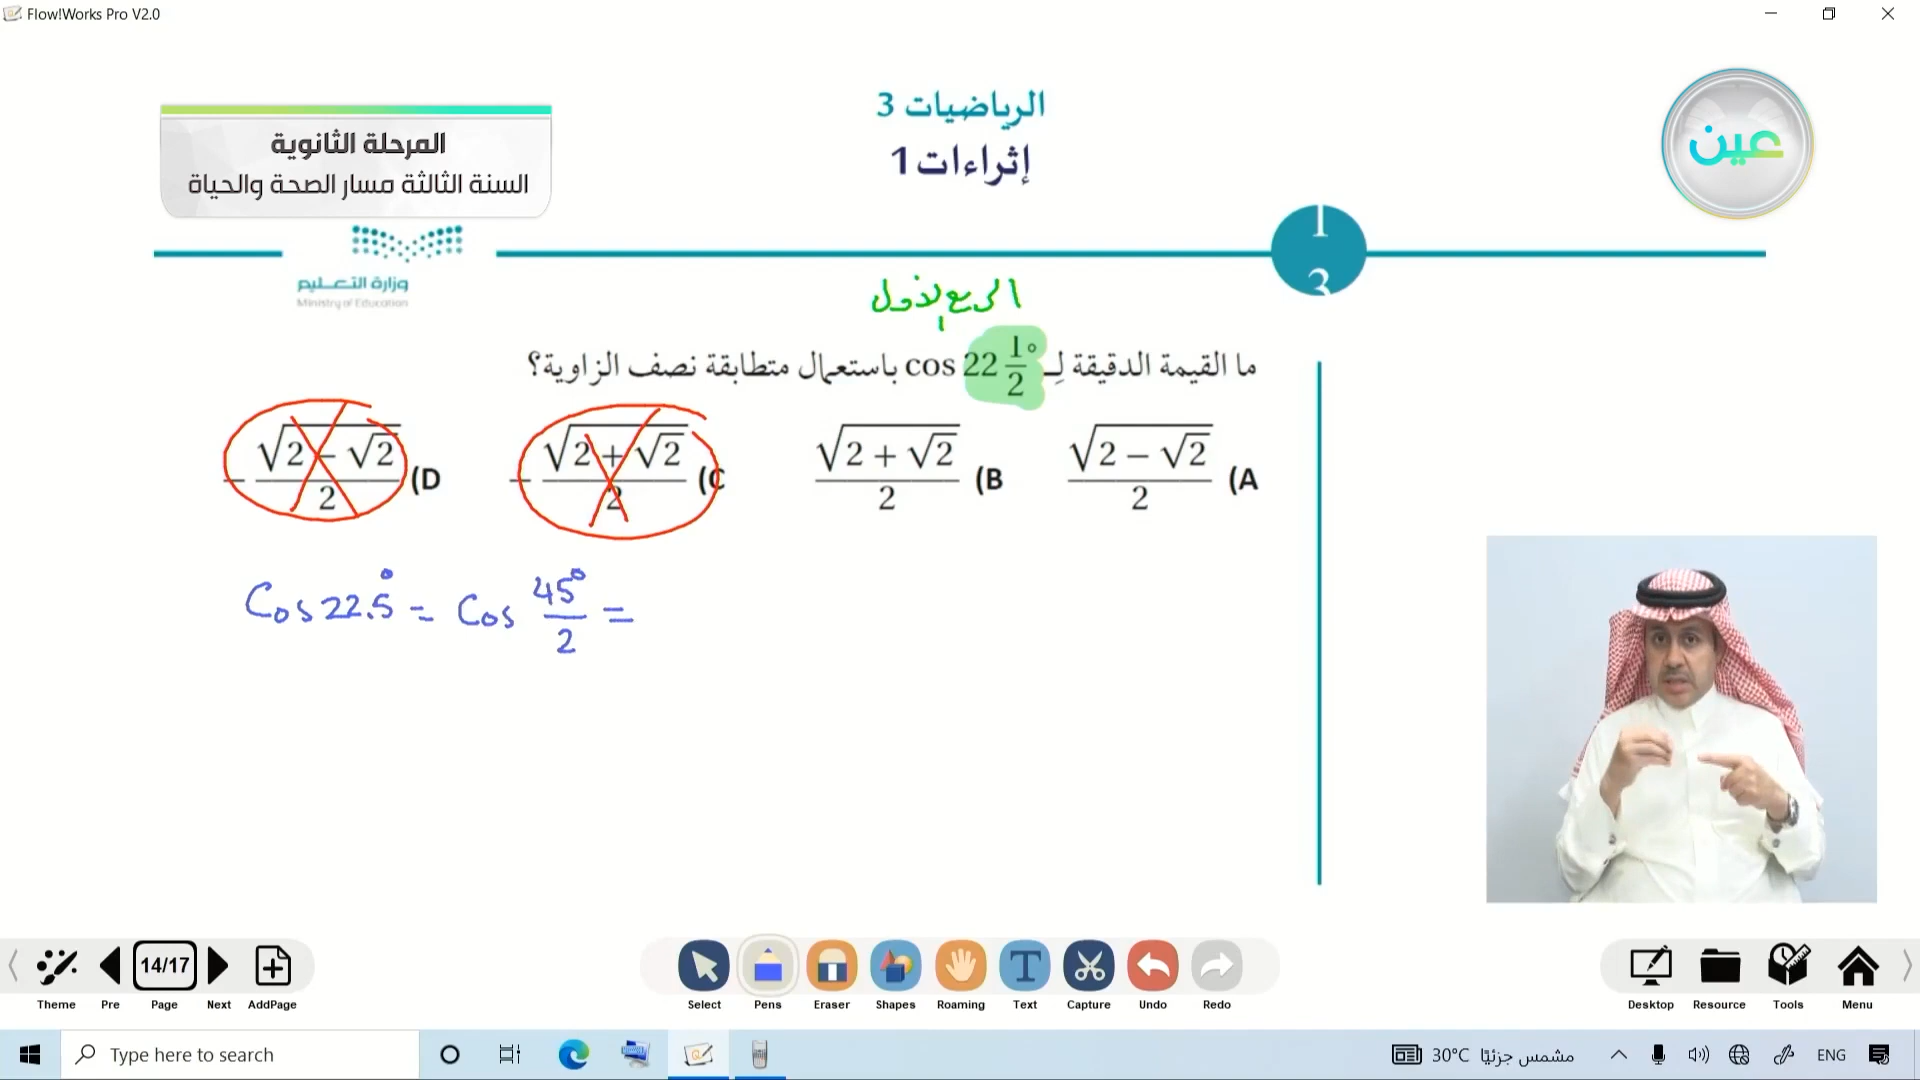 Flow!Works Pro V2.0
الرياضيات 3
إثراءات 1
المرحلة الثانوية
السنة الثالثة مسار الصحة والحياة
عين
وزارة التعليم
Ministry of Education
1
3
الربع الأول
ما القيمة الدقيقة لِـ cos 22 1/2° باستعمال متطابقة نصف الزاوية؟
A) √(2 − √2)/2
B) √(2 + √2)/2
C) −√(2 + √2)/2
D) −√(2 − √2)/2
Cos 22.5° = Cos 45°/2 =
14/17
Theme Pre Page Next AddPage
Select Pens Eraser Shapes Roaming Text Capture Undo Redo
Desktop Resource Tools Menu
Type here to search
30°C مشمس جزئيًا
ENG